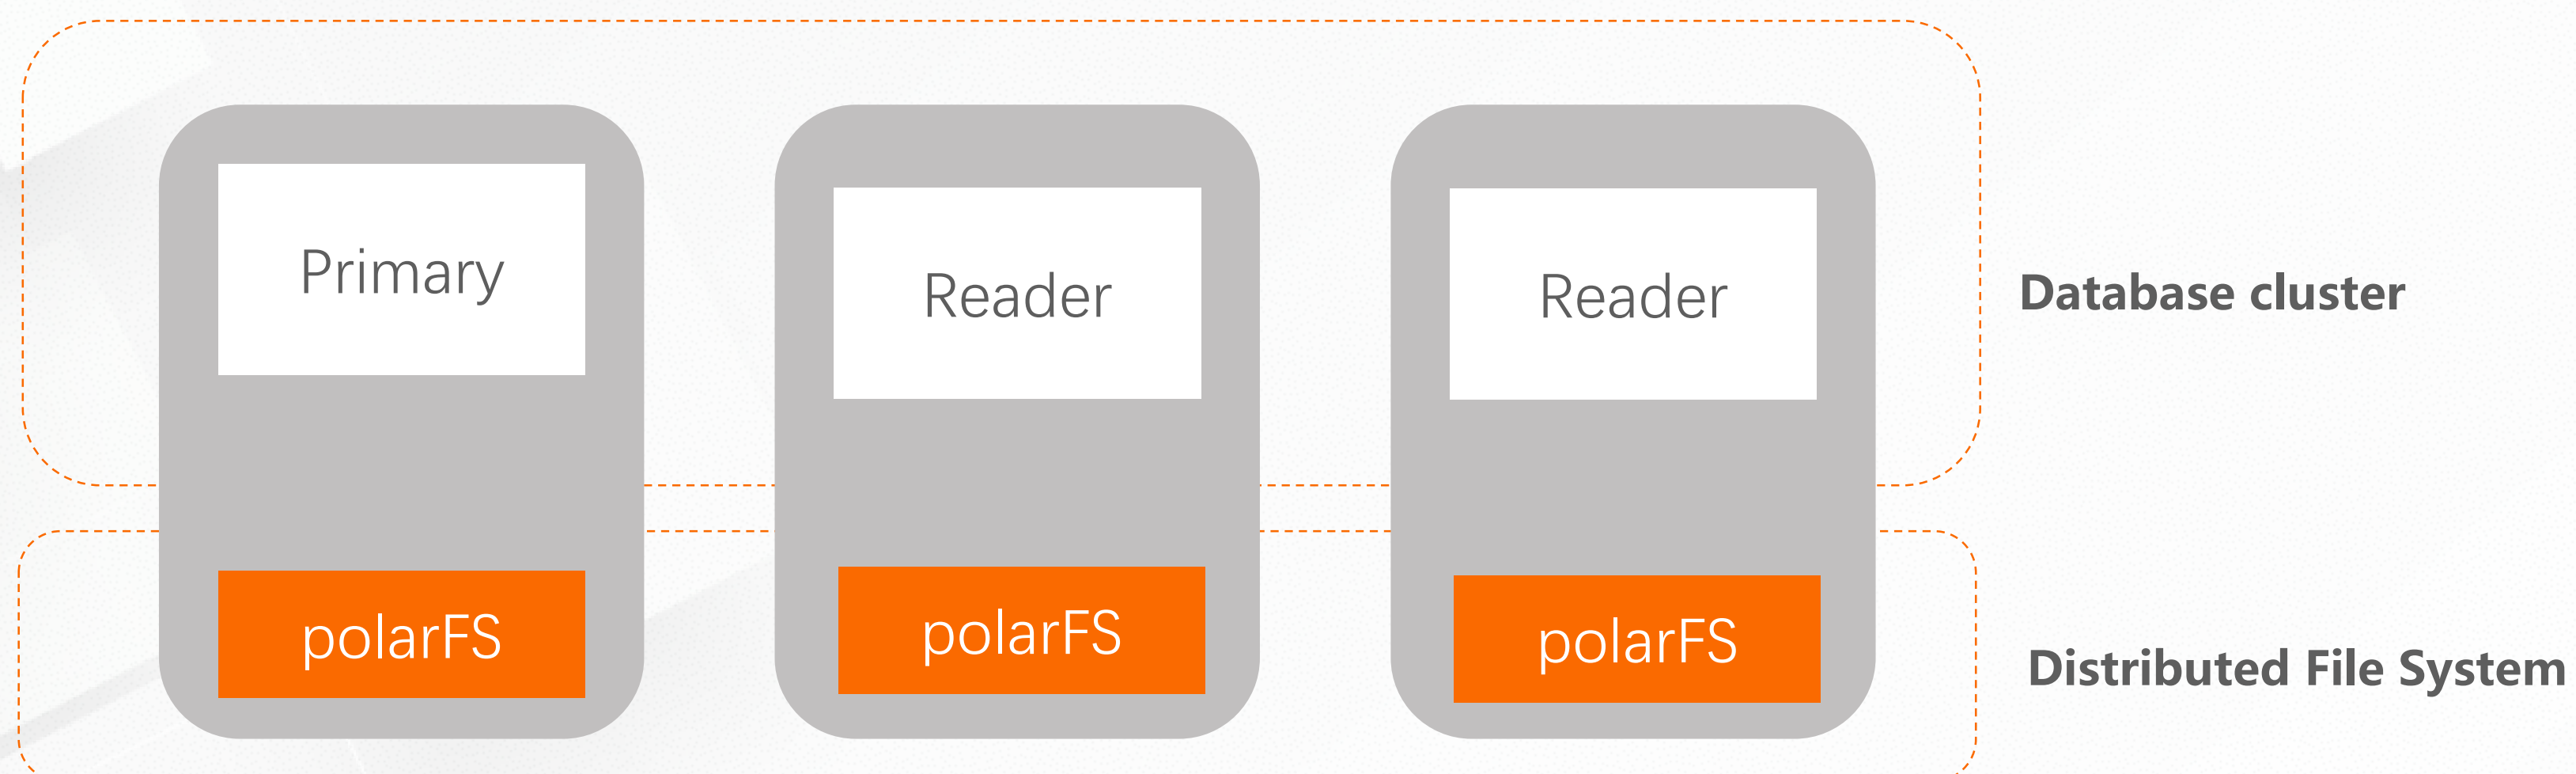 Primary
Reader
Reader
Database cluster
polarFS
polarFS
polarFS
Distributed File System